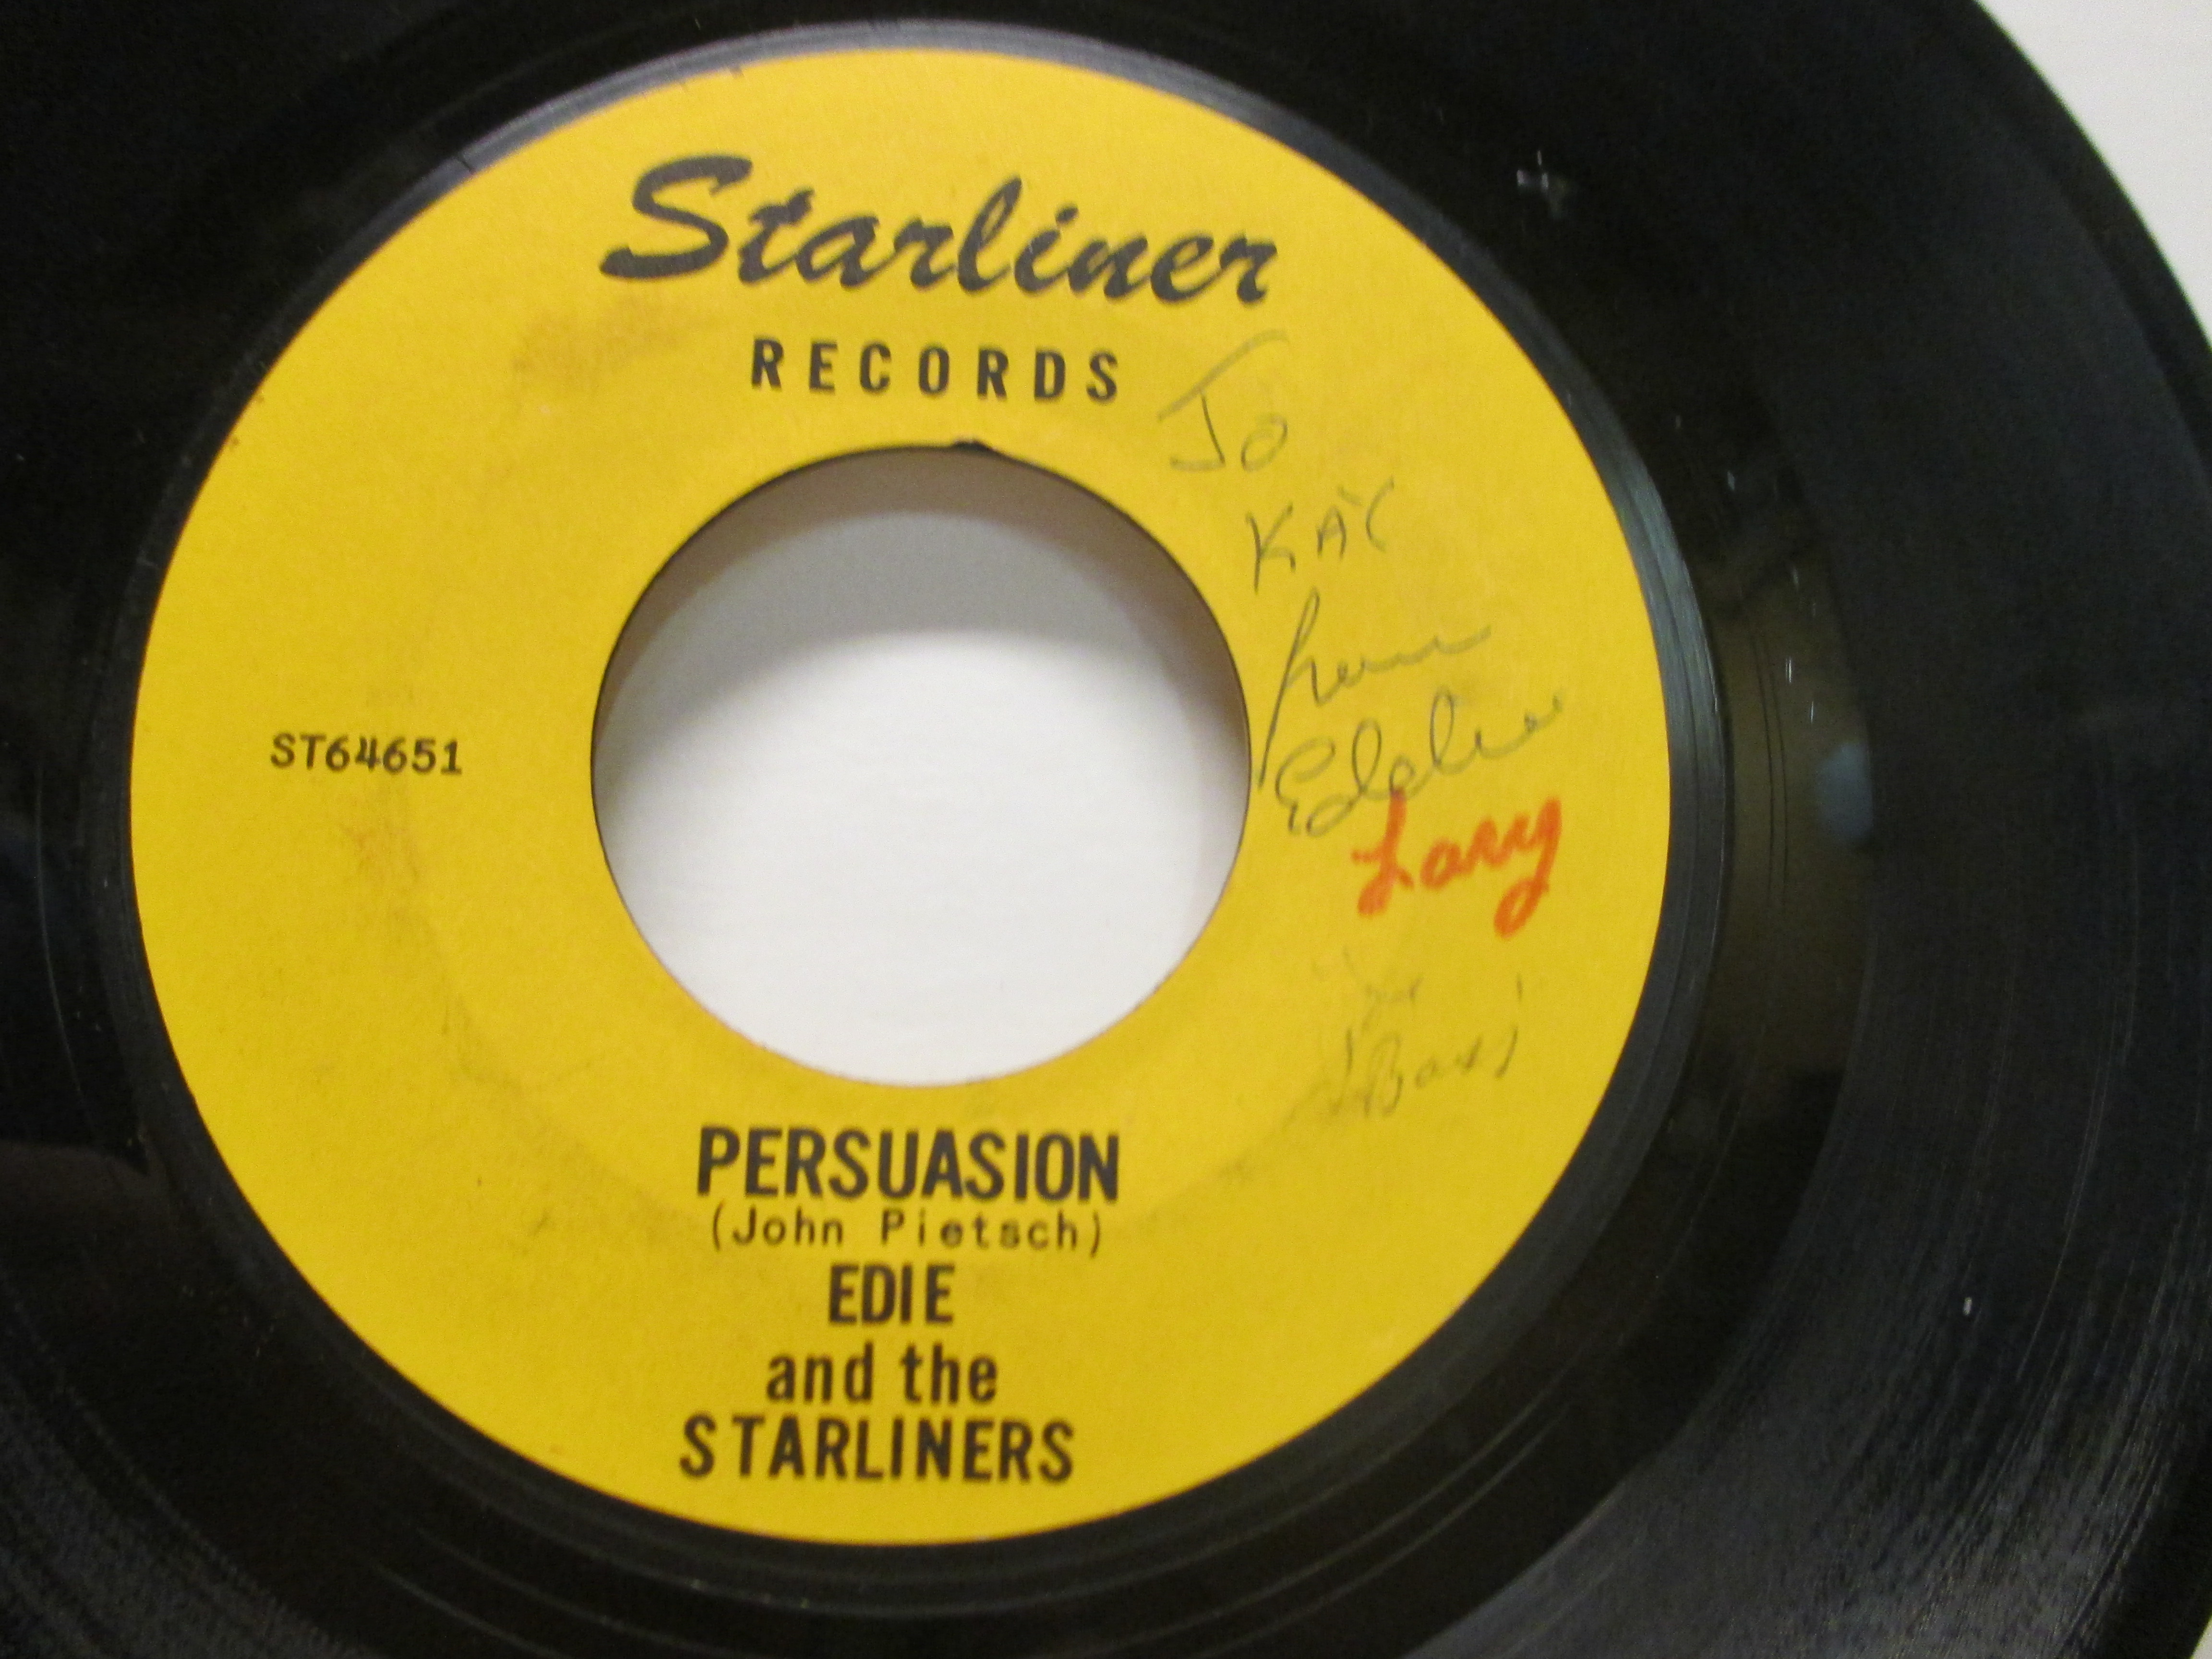 Starliner
RECORDS
To
KAY
from
Eddie
Larry
ST64651
PERSUASION
(John Pietsch)
EDIE
and the
STARLINERS